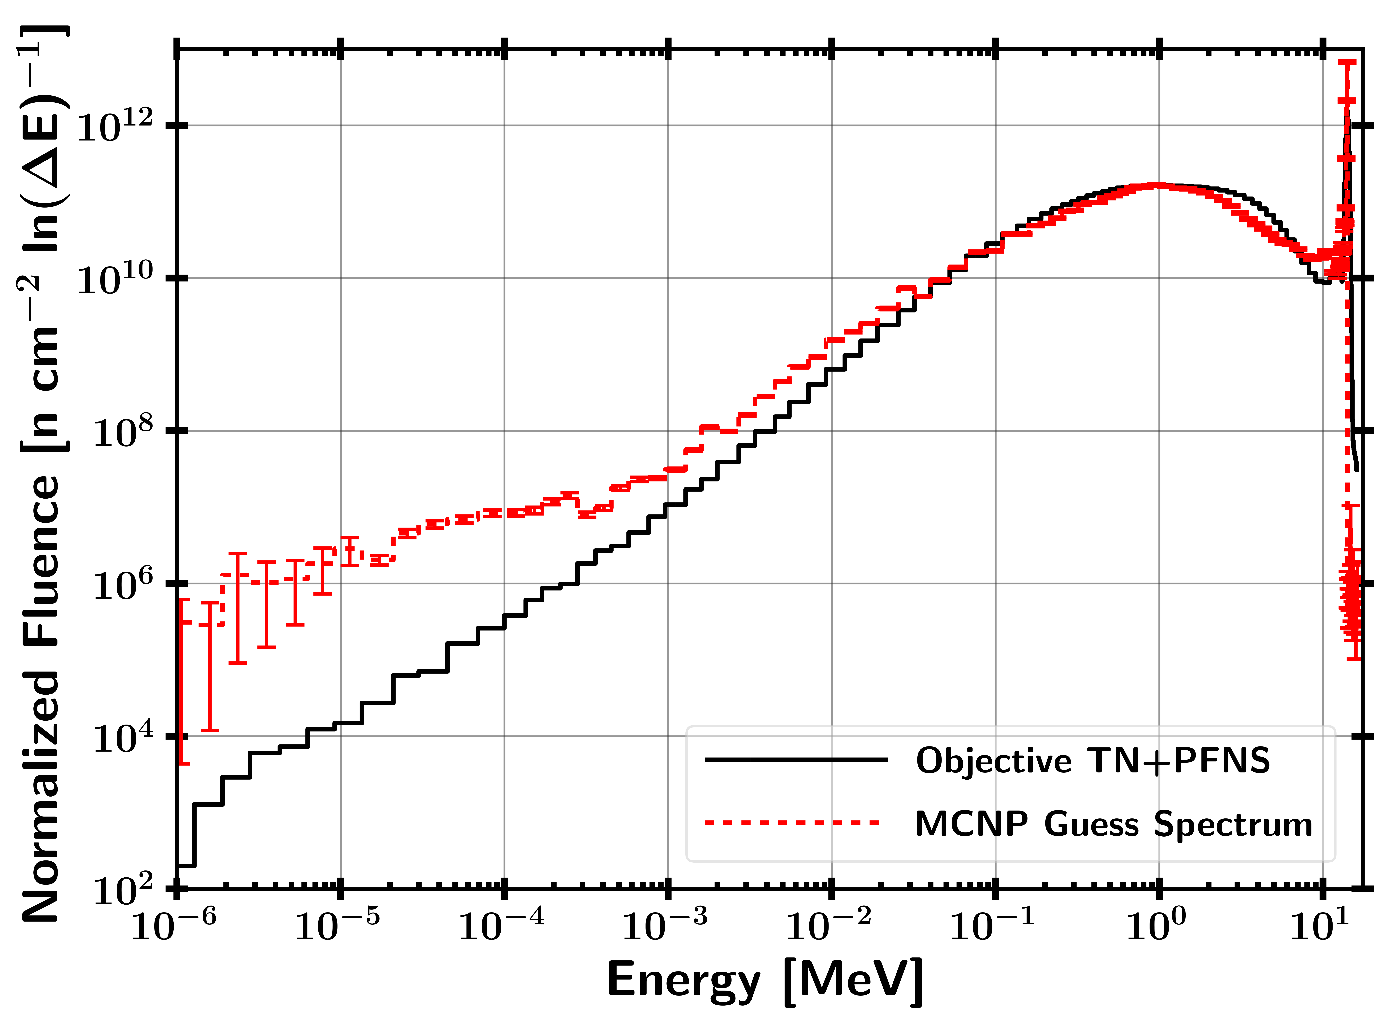 Normalized Fluence [n cm⁻² ln(ΔE)⁻¹]
10¹²
10¹⁰
10⁸
10⁶
10⁴
10²
10⁻⁶ 10⁻⁵ 10⁻⁴ 10⁻³ 10⁻² 10⁻¹ 10⁰ 10¹
Energy [MeV]
Objective TN+PFNS
MCNP Guess Spectrum